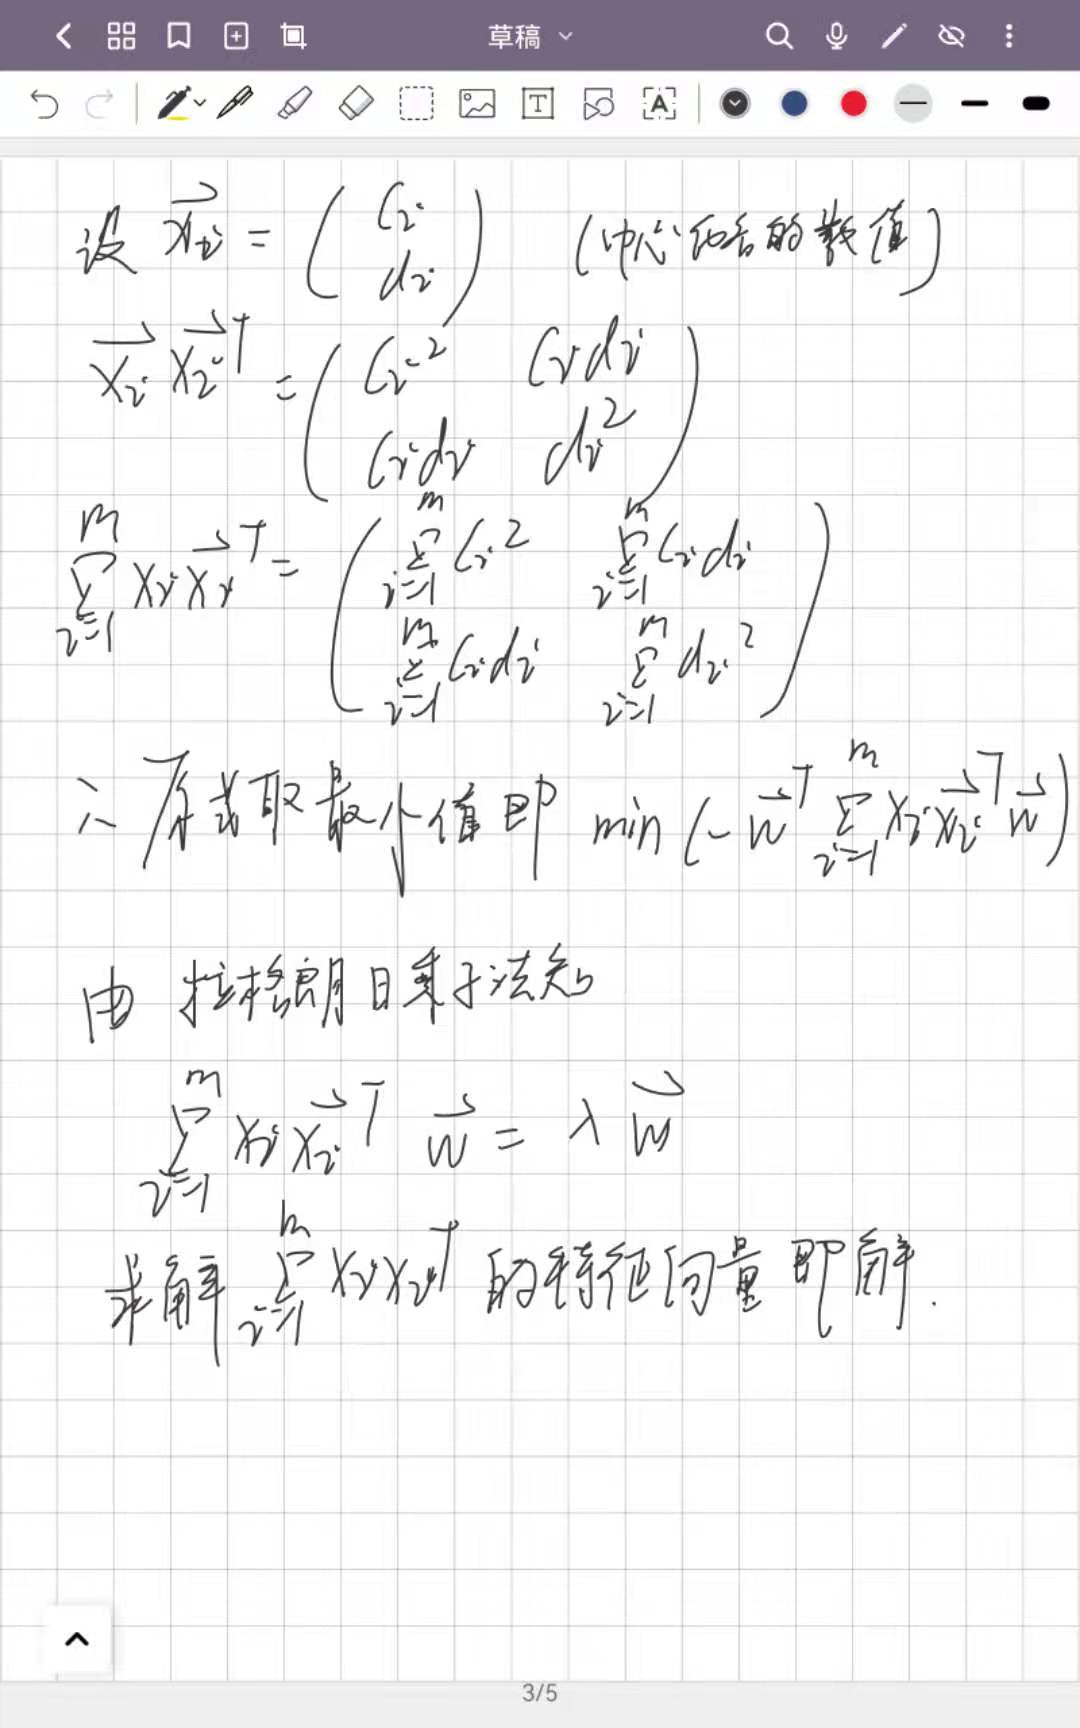 草稿
设 $\vec{x_i} = \begin{pmatrix} c_i \\ d_i \end{pmatrix}$ (中心化后的数值)
$\vec{x_i} \vec{x_i}^T = \begin{pmatrix} c_i^2 & c_i d_i \\ c_i d_i & d_i^2 \end{pmatrix}$
$\sum_{i=1}^{m} x_i \vec{x_i}^T = \begin{pmatrix} \sum_{i=1}^{m} c_i^2 & \sum_{i=1}^{m} c_i d_i \\ \sum_{i=1}^{m} c_i d_i & \sum_{i=1}^{m} d_i^2 \end{pmatrix}$
∴ 原式取最小值即 $\min (- \vec{w}^T \sum_{i=1}^{m} x_i \vec{x_i}^T \vec{w})$
由 拉格朗日乘子法知
$\sum_{i=1}^{m} x_i \vec{x_i}^T \vec{w} = \lambda \vec{w}$
求解 $\sum_{i=1}^{m} x_i x_i^T$ 的特征向量即解.
3/5